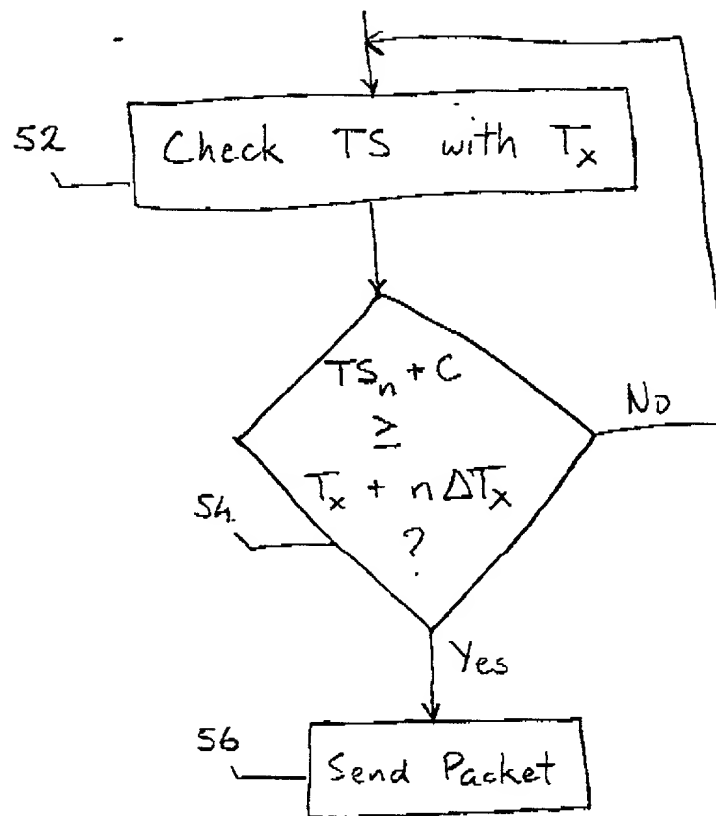 52
Check TS with Tₓ
TSₙ + C
≥
Tₓ + n ΔTₓ
?
No
54
Yes
56
Send Packet